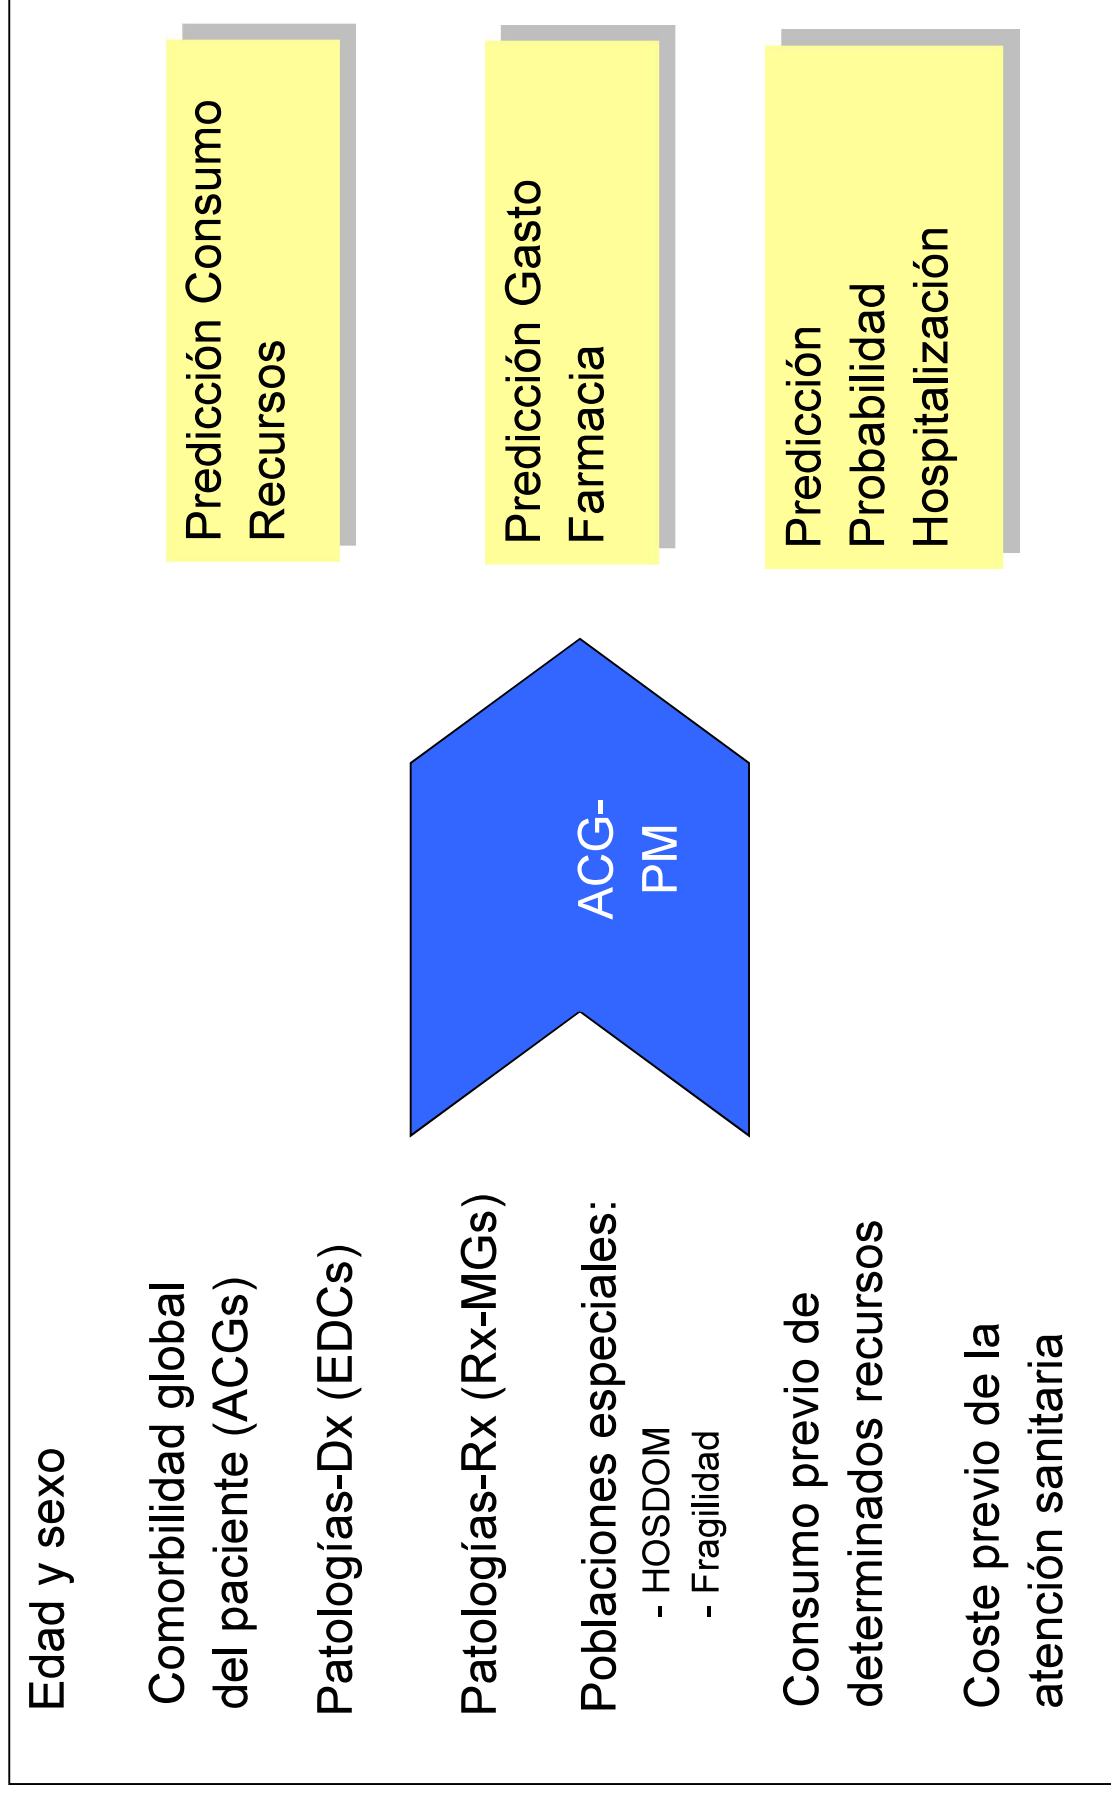 Edad y sexo
Comorbilidad global
del paciente (ACGs)
Patologías-Dx (EDCs)
Patologías-Rx (Rx-MGs)
Poblaciones especiales:
- HOSDOM
- Fragilidad
Consumo previo de
determinados recursos
Coste previo de la
atención sanitaria
ACG-
PM
Predicción Consumo
Recursos
Predicción Gasto
Farmacia
Predicción
Probabilidad
Hospitalización